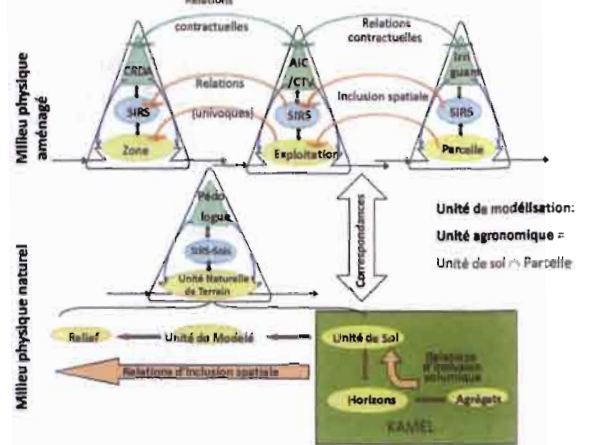 Relations
contractuelles
Relations
contractuelles
CRDA
AIC
/CTV
Irri
guant
Relations
(univoques)
Inclusion spatiale
SIRS
SIRS
SIRS
Zone
Exploitation
Parcelle
Milieu physique
aménagé
Pédo
logue
SIRS-Sols
Unité Naturelle
de Terrain
Correspondances
Unité de modélisation:
Unité agronomique =
Unité de sol ∩ Parcelle
Milieu physique naturel
Relief
Unité du Modelé
Unité de Sol
Relations
d'inclusion
volumique
Relations d'inclusion spatiale
Horizons
Agrégats
KAMEL